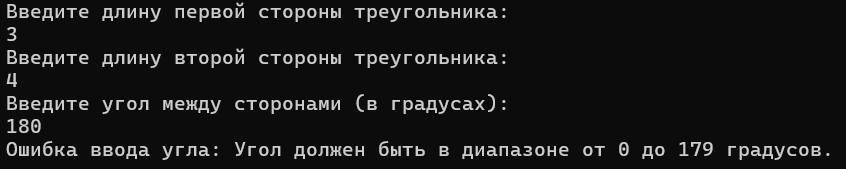 Введите длину первой стороны треугольника:
3
Введите длину второй стороны треугольника:
4
Введите угол между сторонами (в градусах):
180
Ошибка ввода угла: Угол должен быть в диапазоне от 0 до 179 градусов.